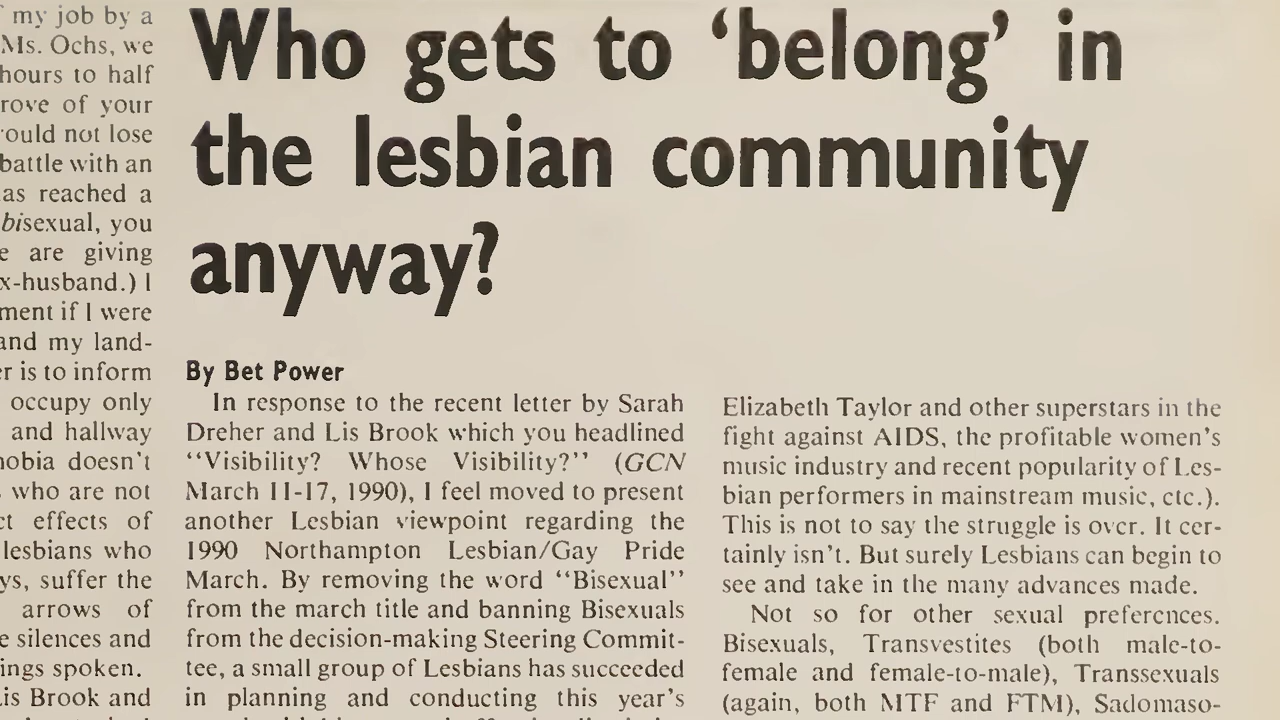 my job by a
Ms. Ochs, we
hours to half
rove of your
ould not lose
battle with an
as reached a
bisexual, you
e are giving
x-husband.) I
ment if I were
and my land-
er is to inform
occupy only
and hallway
obia doesn't
who are not
ct effects of
lesbians who
ys, suffer the
arrows of
e silences and
ings spoken.
is Brook and
Who gets to ‘belong’ in
the lesbian community
anyway?
By Bet Power
In response to the recent letter by Sarah
Dreher and Lis Brook which you headlined
“Visibility? Whose Visibility?” (GCN
March 11-17, 1990), I feel moved to present
another Lesbian viewpoint regarding the
1990 Northampton Lesbian/Gay Pride
March. By removing the word “Bisexual”
from the march title and banning Bisexuals
from the decision-making Steering Commit-
tee, a small group of Lesbians has succeeded
in planning and conducting this year's
Elizabeth Taylor and other superstars in the
fight against AIDS, the profitable women's
music industry and recent popularity of Les-
bian performers in mainstream music, etc.).
This is not to say the struggle is over. It cer-
tainly isn't. But surely Lesbians can begin to
see and take in the many advances made.
Not so for other sexual preferences.
Bisexuals, Transvestites (both male-to-
female and female-to-male), Transsexuals
(again, both MTF and FTM), Sadomaso-